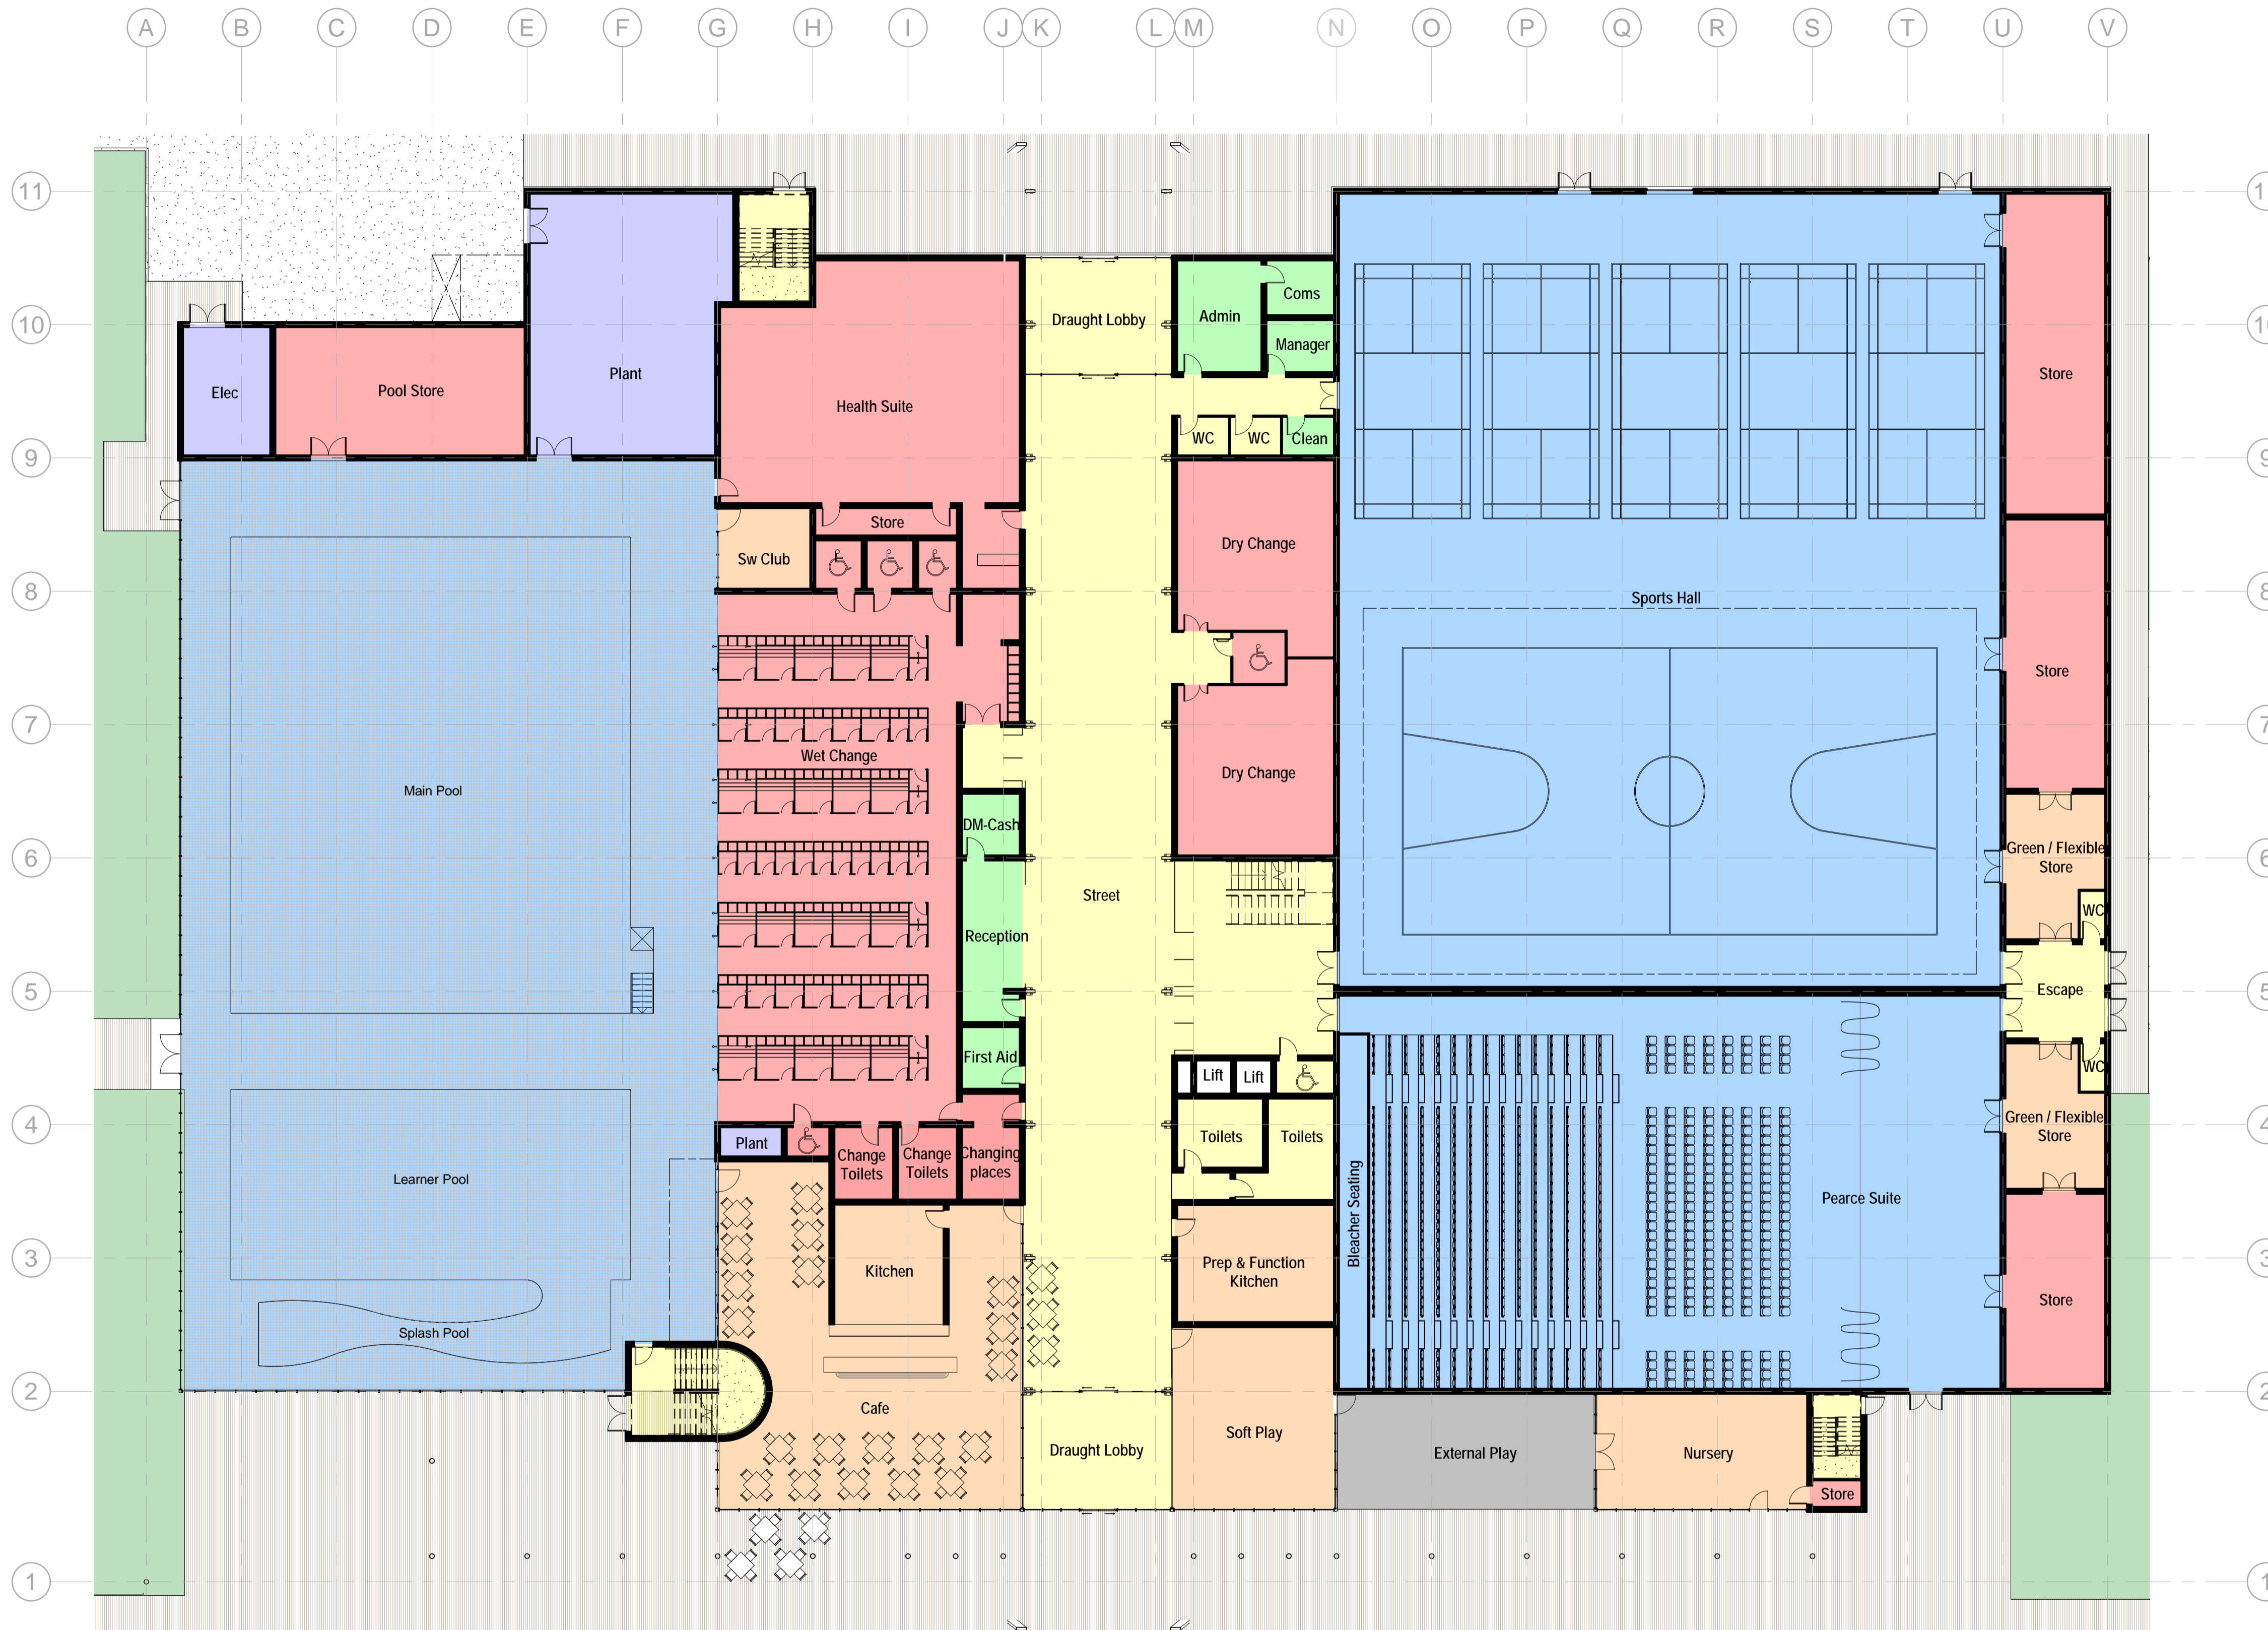 A B C D E F G H I J K L M N O P Q R S T U V
11
10
Coms
Admin
Draught Lobby
Manager
Plant
Store
Elec
Pool Store
Health Suite
WC
WC
Clean
9
Store
Sw Club
Dry Change
8
Sports Hall
Store
7
Wet Change
Dry Change
Main Pool
DM-Cash
Green / Flexible
Store
6
Street
WC
Reception
Escape
5
First Aid
Lift
Lift
WC
4
Green / Flexible
Store
Plant
Toilets
Toilets
Change
Toilets
Change
Toilets
Changing
places
Learner Pool
Bleacher Seating
Pearce Suite
3
Kitchen
Prep & Function
Kitchen
Store
Splash Pool
2
Cafe
Soft Play
Draught Lobby
External Play
Nursery
Store
1